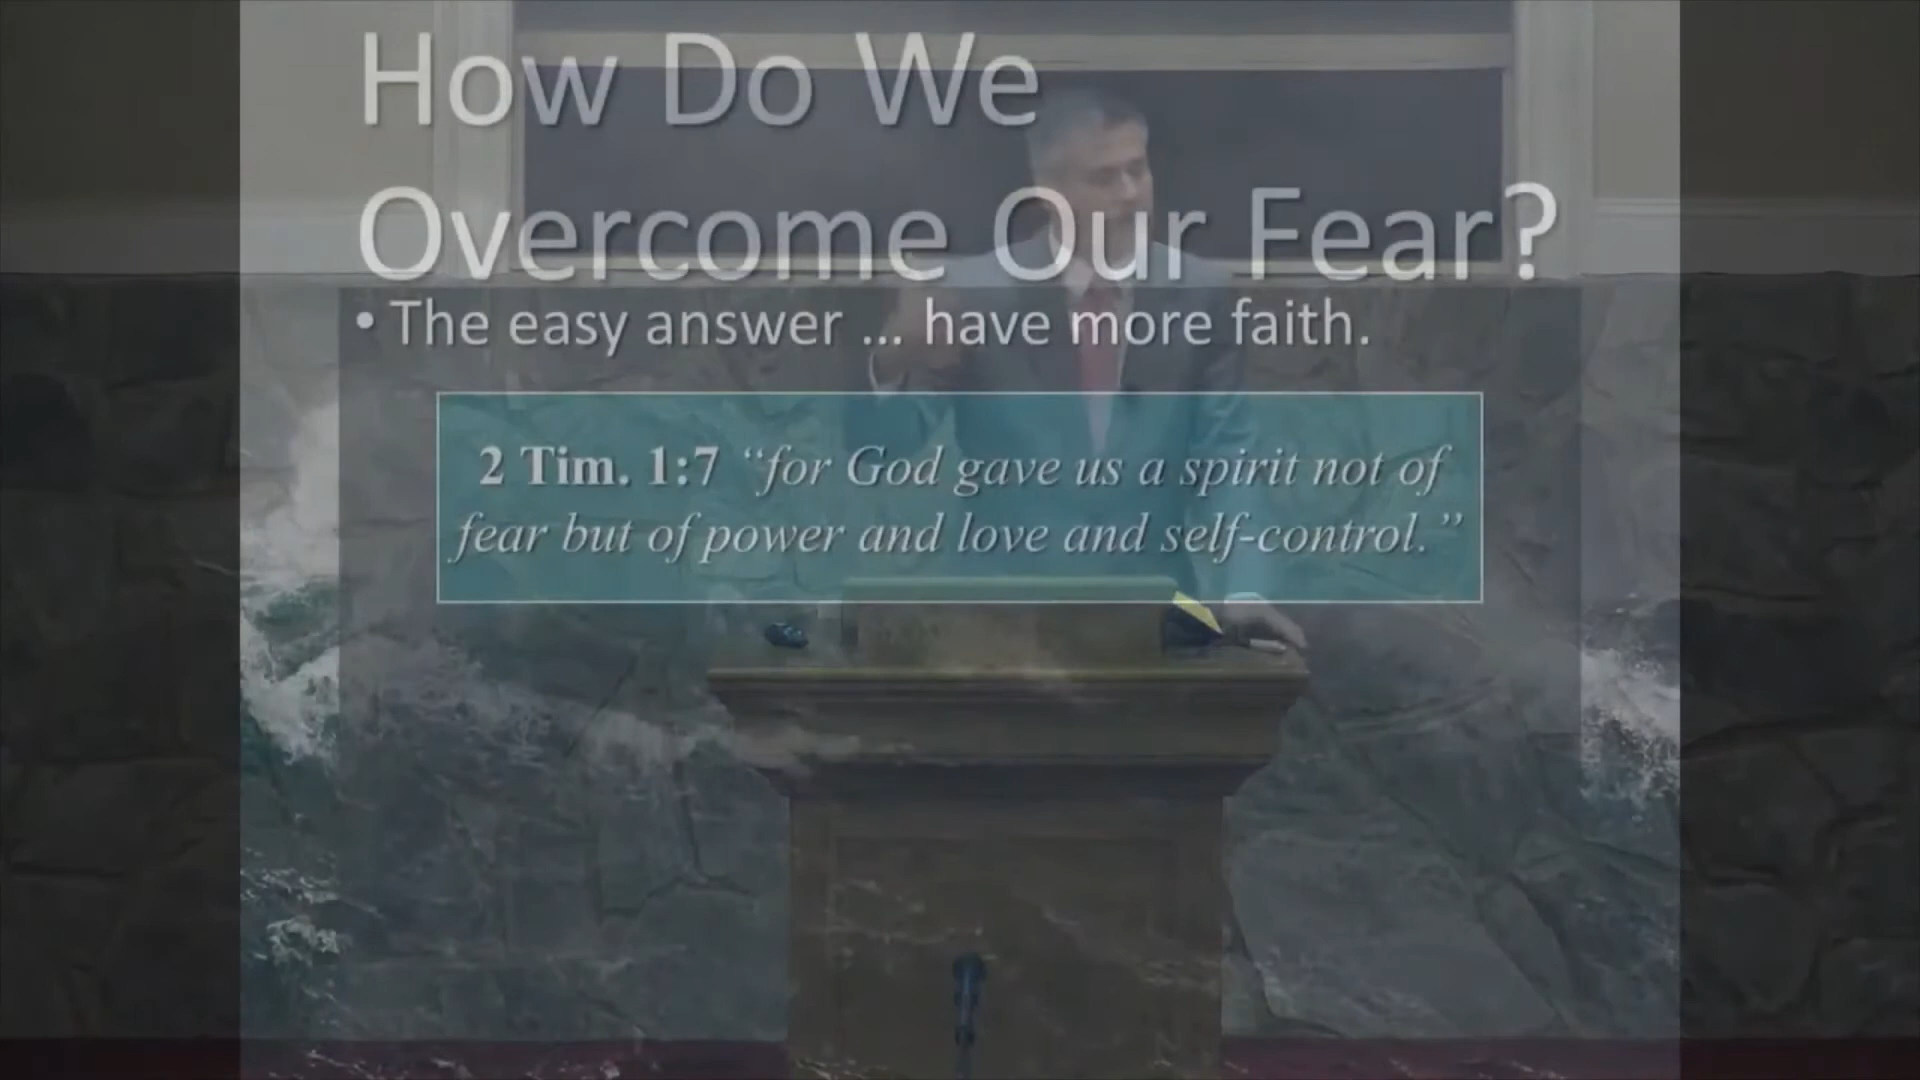 How Do We
Overcome Our Fear?
• The easy answer ... have more faith.
2 Tim. 1:7 “for God gave us a spirit not of
fear but of power and love and self-control.”